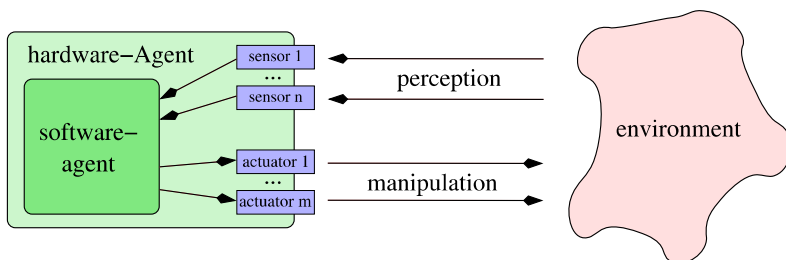 hardware–Agent
sensor 1
...
sensor n
software–
agent
actuator 1
...
actuator m
perception
manipulation
environment